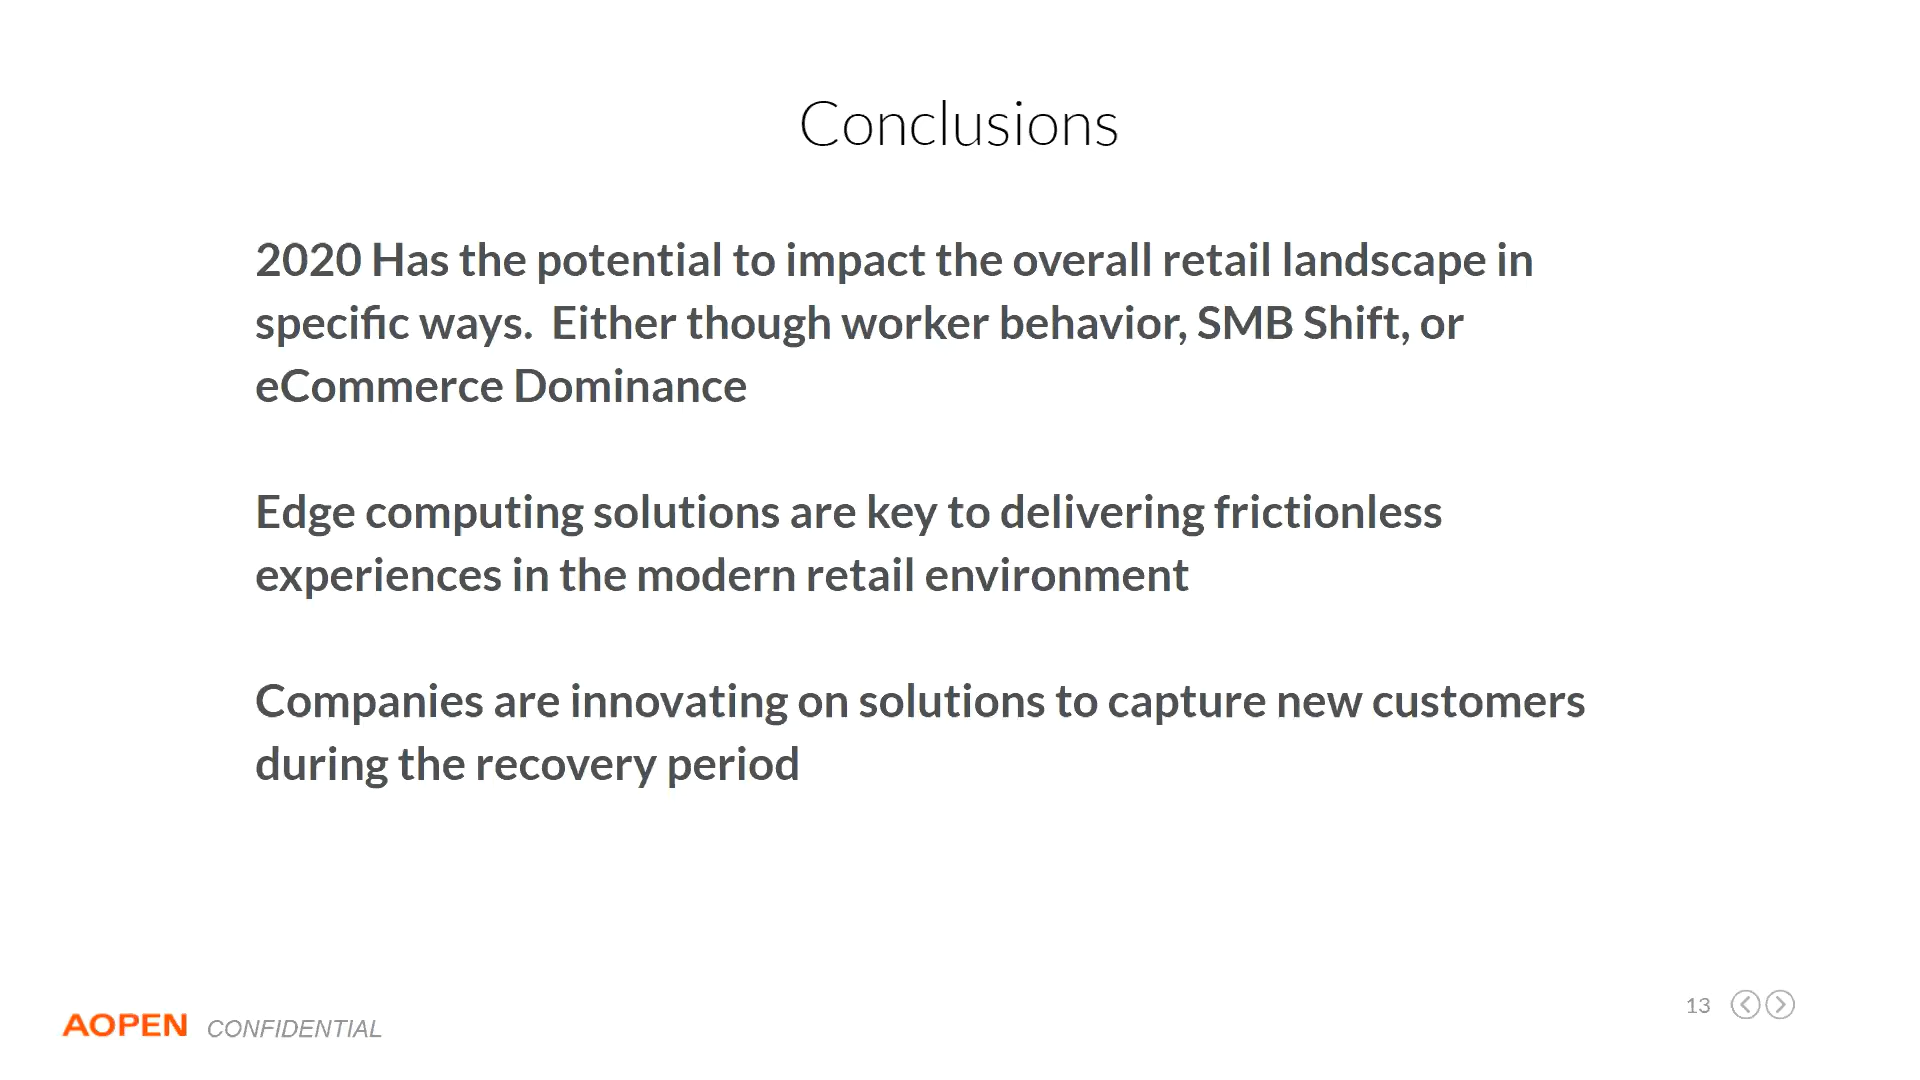 Conclusions
2020 Has the potential to impact the overall retail landscape in
specific ways.  Either though worker behavior, SMB Shift, or
eCommerce Dominance
Edge computing solutions are key to delivering frictionless
experiences in the modern retail environment
Companies are innovating on solutions to capture new customers
during the recovery period
13
AOPEN CONFIDENTIAL